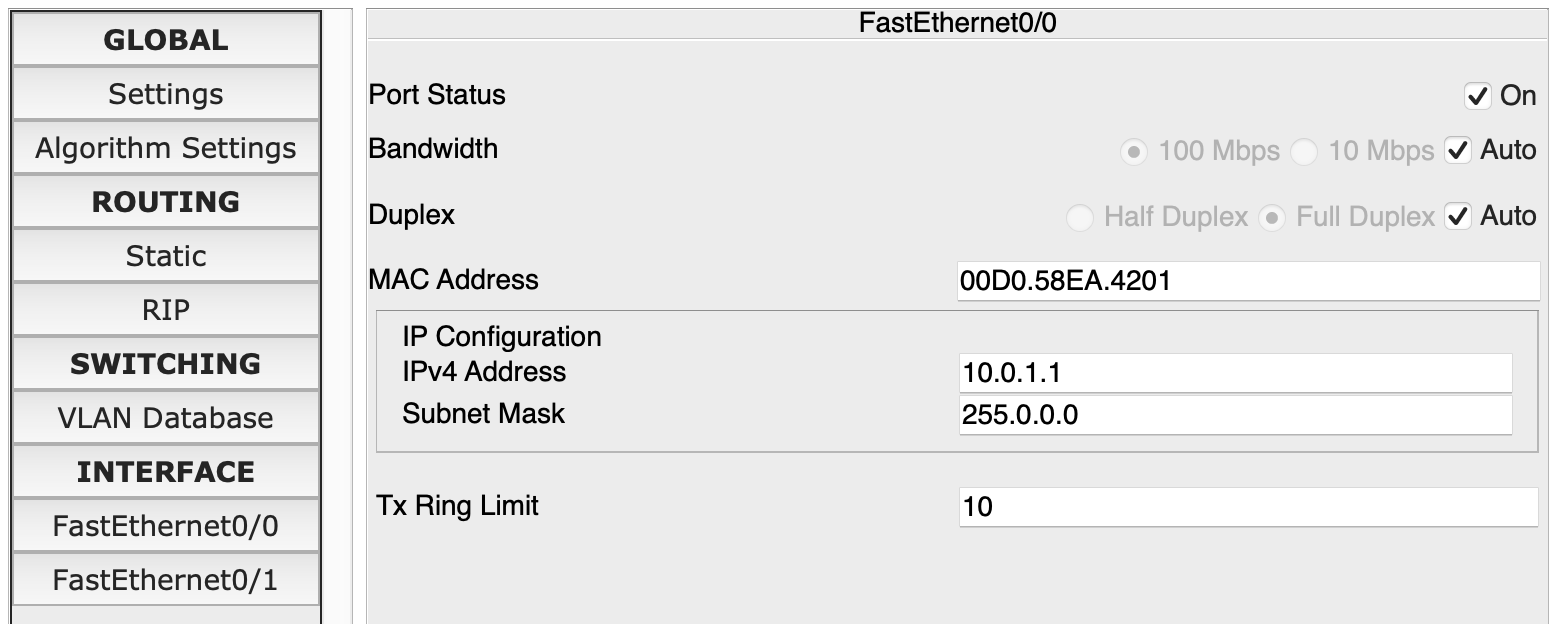 GLOBAL
Settings
Algorithm Settings
ROUTING
Static
RIP
SWITCHING
VLAN Database
INTERFACE
FastEthernet0/0
FastEthernet0/1
FastEthernet0/0
Port Status On
Bandwidth 100 Mbps 10 Mbps Auto
Duplex Half Duplex Full Duplex Auto
MAC Address 00D0.58EA.4201
IP Configuration
IPv4 Address 10.0.1.1
Subnet Mask 255.0.0.0
Tx Ring Limit 10